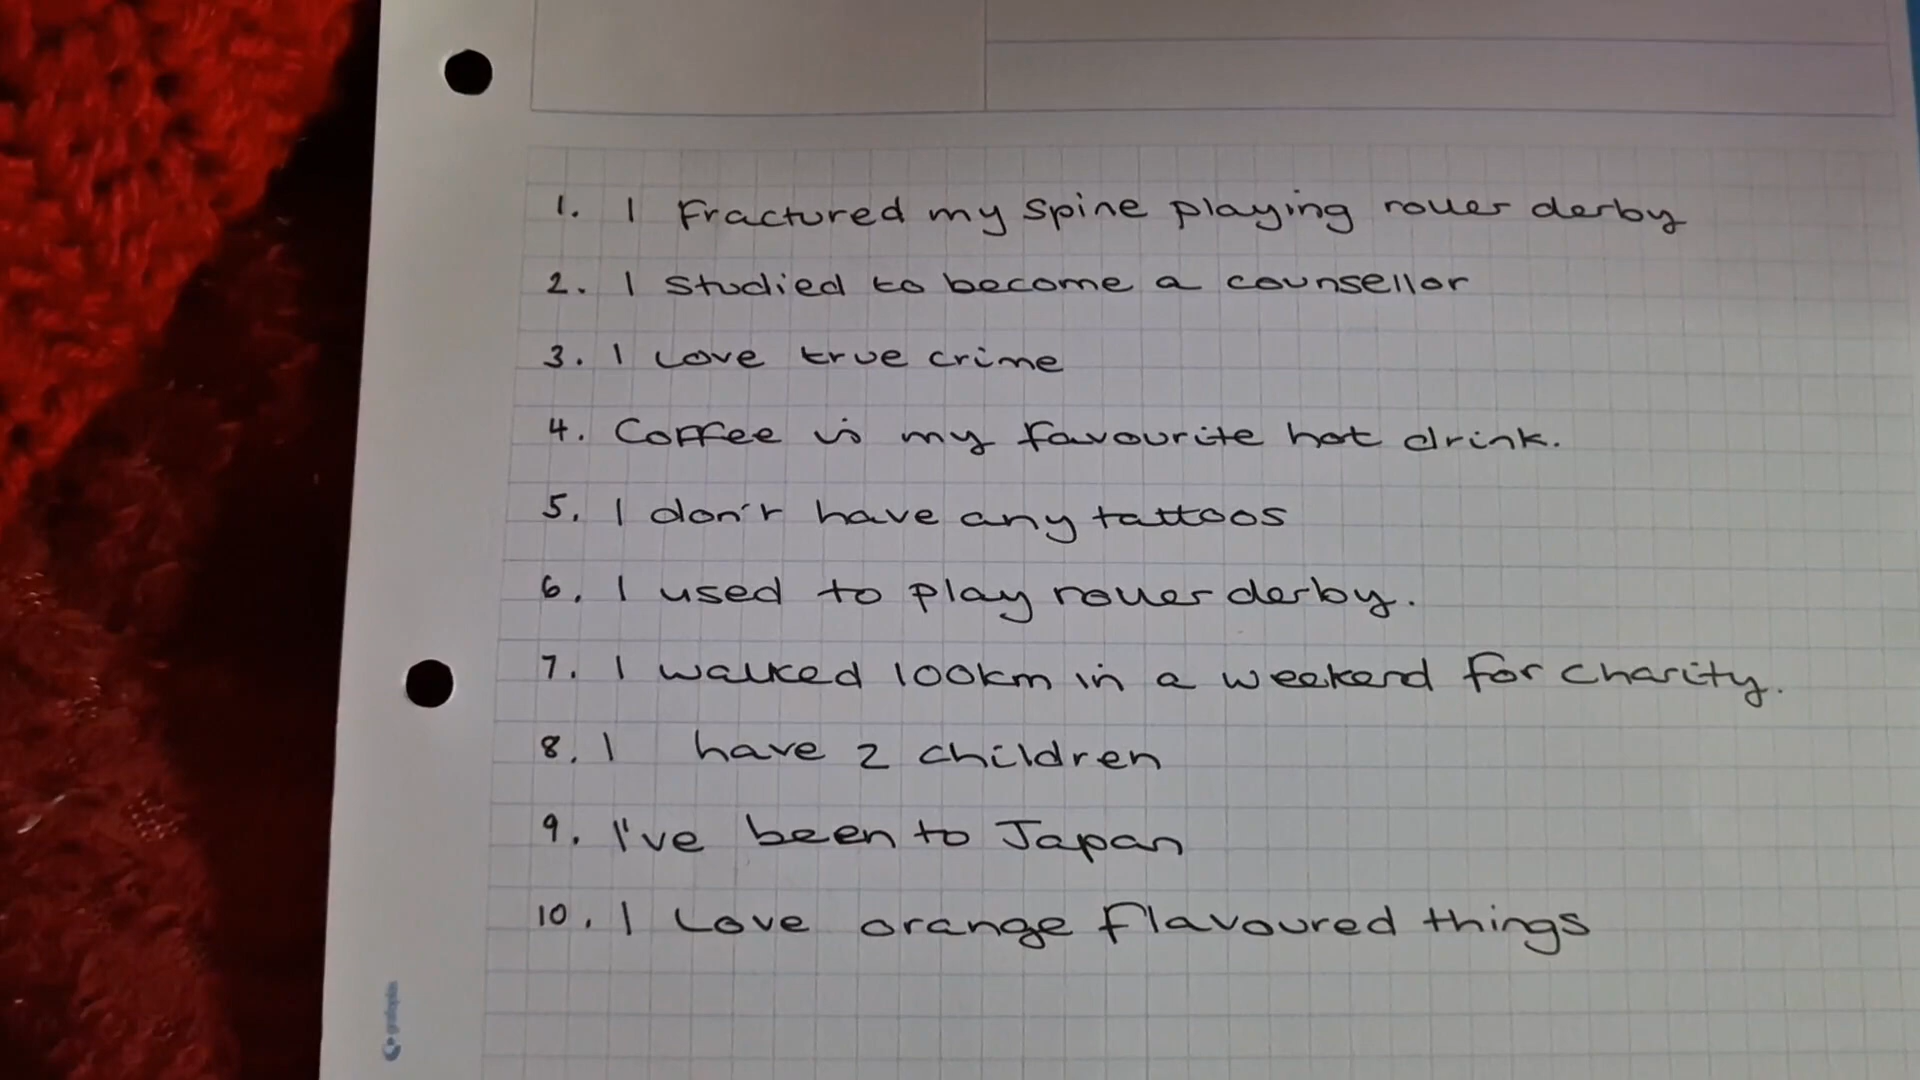 1. I Fractured my spine playing roller derby
2. I studied to become a counsellor
3. I love true crime
4. Coffee is my favourite hot drink.
5. I don't have any tattoos
6. I used to play roller derby.
7. I walked 100km in a weekend for charity.
8. I have 2 children
9. I've been to Japan
10. I Love orange flavoured things